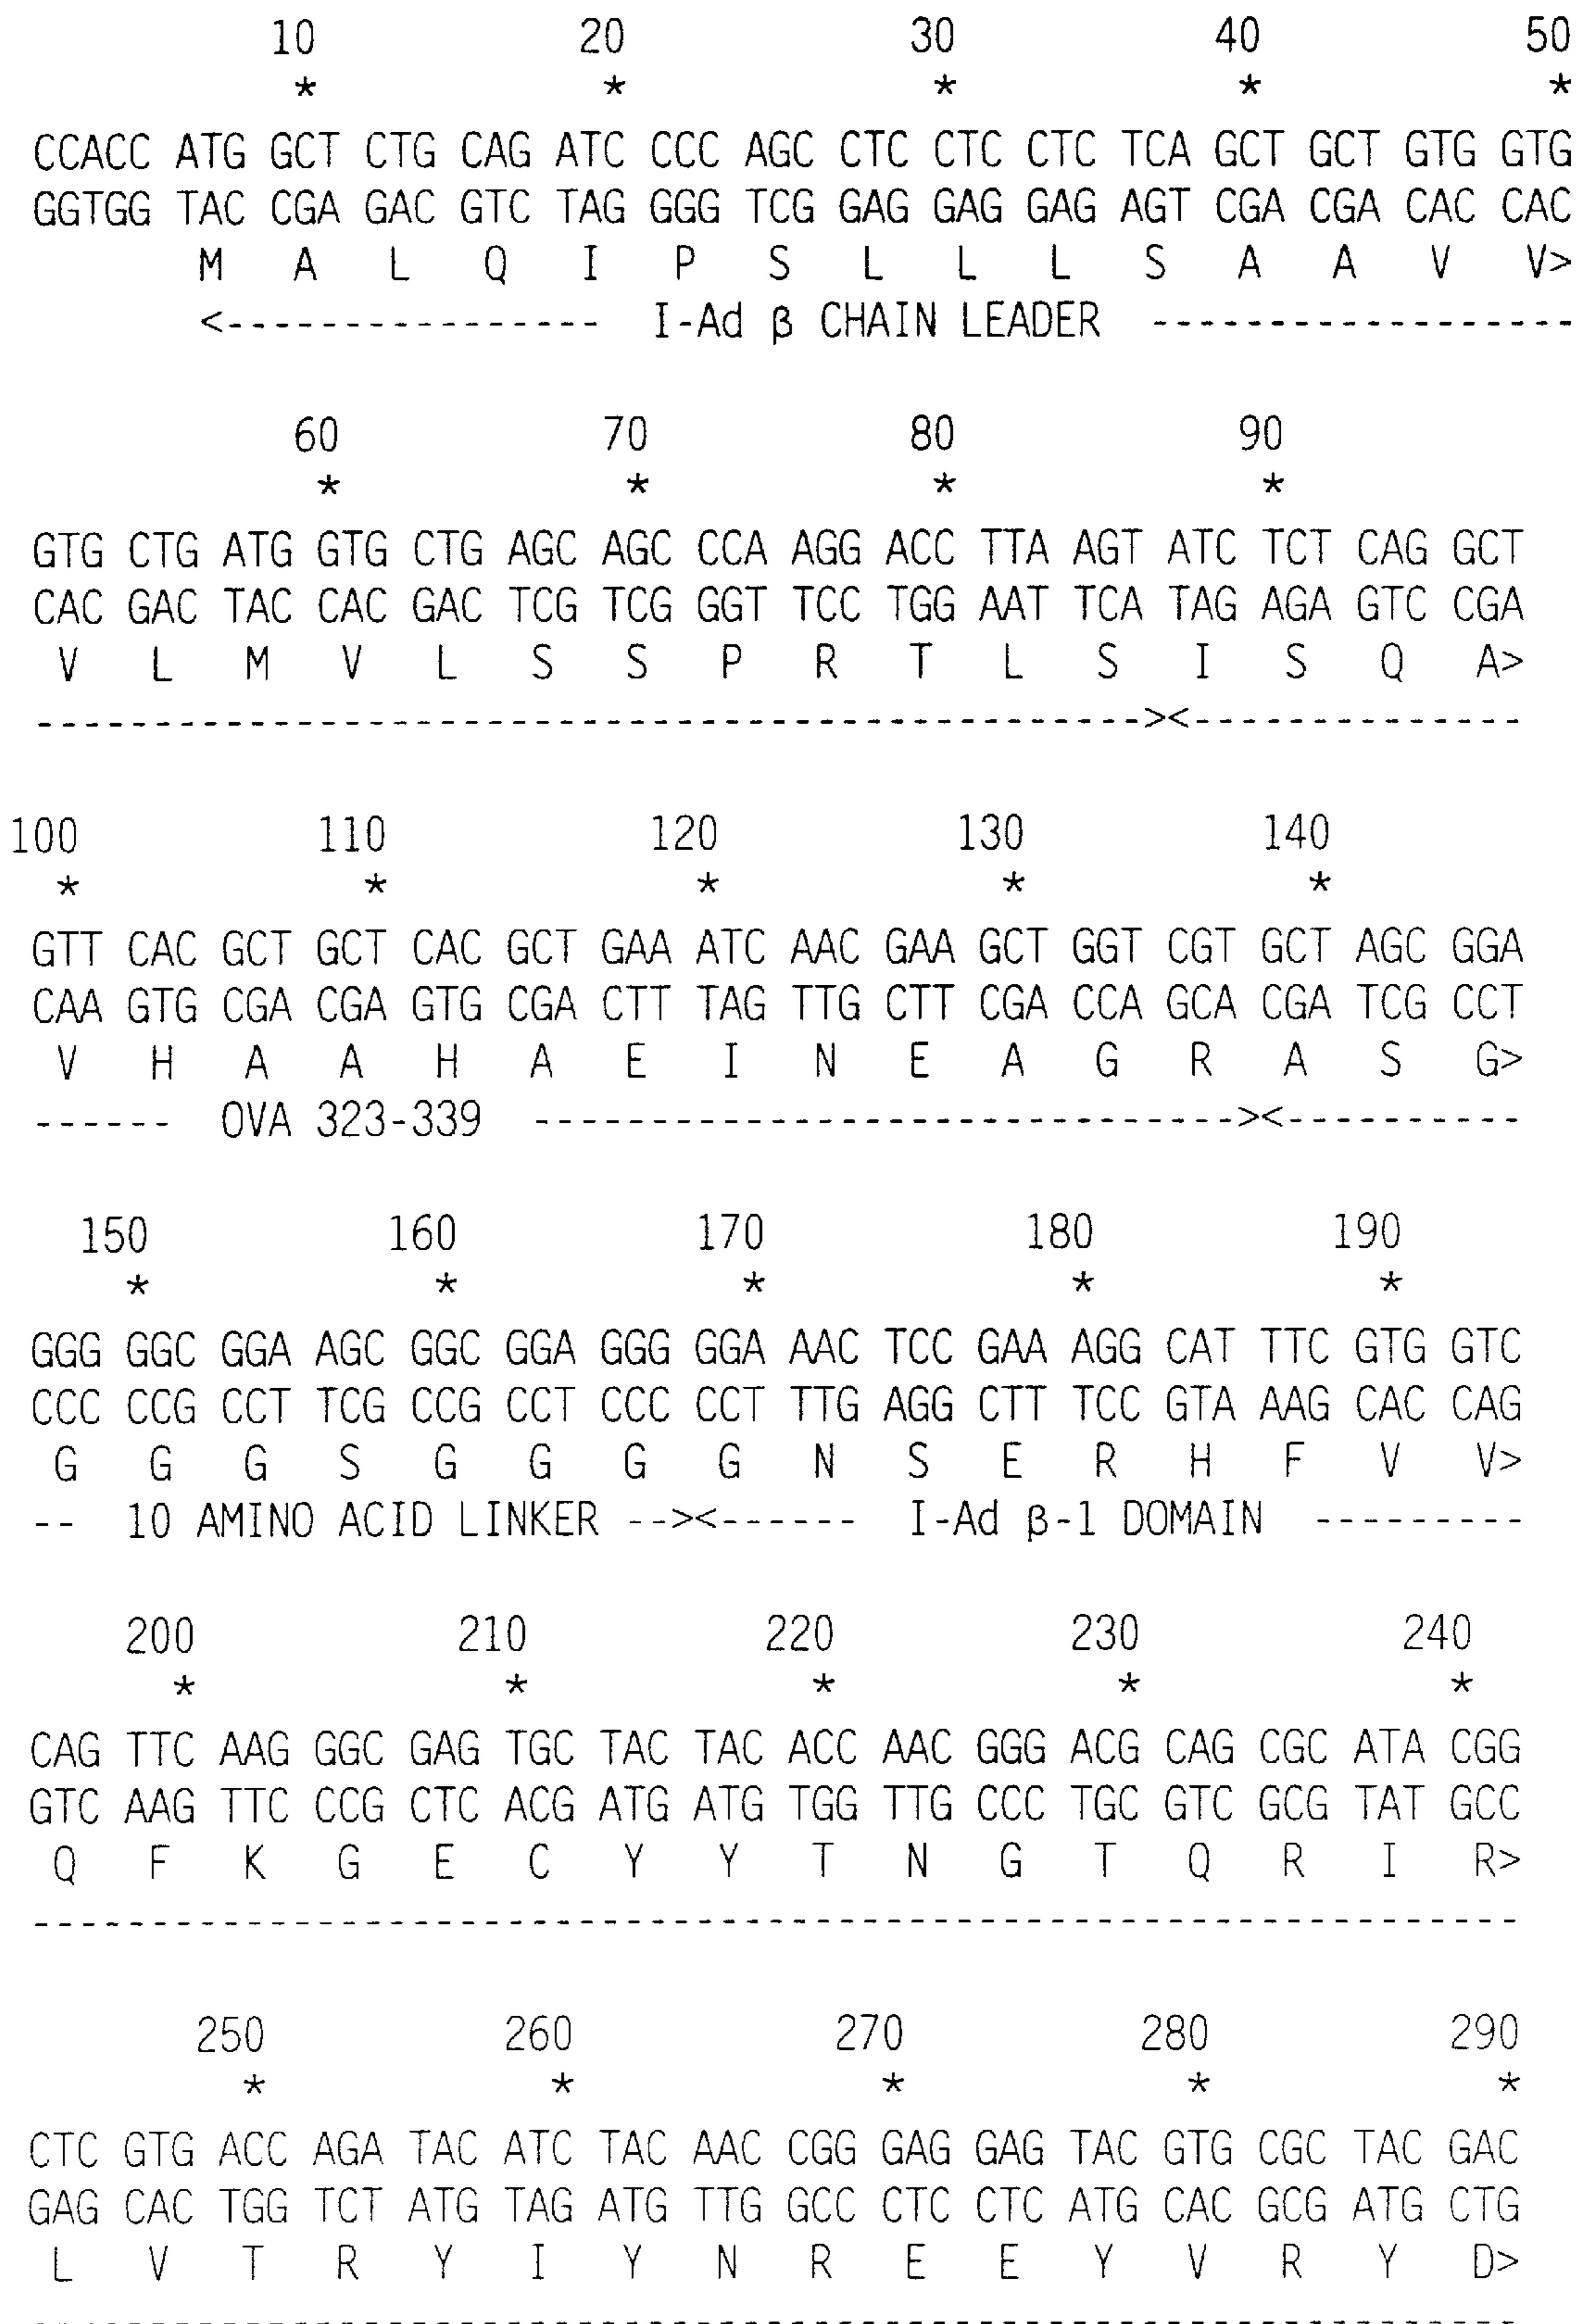 10 20 30 40 50
* * * * *
CCACC ATG GCT CTG CAG ATC CCC AGC CTC CTC CTC TCA GCT GCT GTG GTG
GGTGG TAC CGA GAC GTC TAG GGG TCG GAG GAG GAG AGT CGA CGA CAC CAC
M A L Q I P S L L L S A A V V>
<---------------- I-Ad β CHAIN LEADER ------------------
60 70 80 90
* * * *
GTG CTG ATG GTG CTG AGC AGC CCA AGG ACC TTA AGT ATC TCT CAG GCT
CAC GAC TAC CAC GAC TCG TCG GGT TCC TGG AAT TCA TAG AGA GTC CGA
V L M V L S S P R T L S I S Q A>
-----------------------------------------------><--------------
100 110 120 130 140
* * * * *
GTT CAC GCT GCT CAC GCT GAA ATC AAC GAA GCT GGT CGT GCT AGC GGA
CAA GTG CGA CGA GTG CGA CTT TAG TTG CTT CGA CCA GCA CGA TCG CCT
V H A A H A E I N E A G R A S G>
------ OVA 323-339 ------------------------------><----------
150 160 170 180 190
* * * * *
GGG GGC GGA AGC GGC GGA GGG GGA AAC TCC GAA AGG CAT TTC GTG GTC
CCC CCG CCT TCG CCG CCT CCC CCT TTG AGG CTT TCC GTA AAG CAC CAG
G G G S G G G G N S E R H F V V>
-- 10 AMINO ACID LINKER --><------ I-Ad β-1 DOMAIN ---------
200 210 220 230 240
* * * * *
CAG TTC AAG GGC GAG TGC TAC TAC ACC AAC GGG ACG CAG CGC ATA CGG
GTC AAG TTC CCG CTC ACG ATG ATG TGG TTG CCC TGC GTC GCG TAT GCC
Q F K G E C Y Y T N G T Q R I R>
---------------------------------------------------------------
250 260 270 280 290
* * * * *
CTC GTG ACC AGA TAC ATC TAC AAC CGG GAG GAG TAC GTG CGC TAC GAC
GAG CAC TGG TCT ATG TAG ATG TTG GCC CTC CTC ATG CAC GCG ATG CTG
L V T R Y I Y N R E E Y V R Y D>
---------------------------------------------------------------